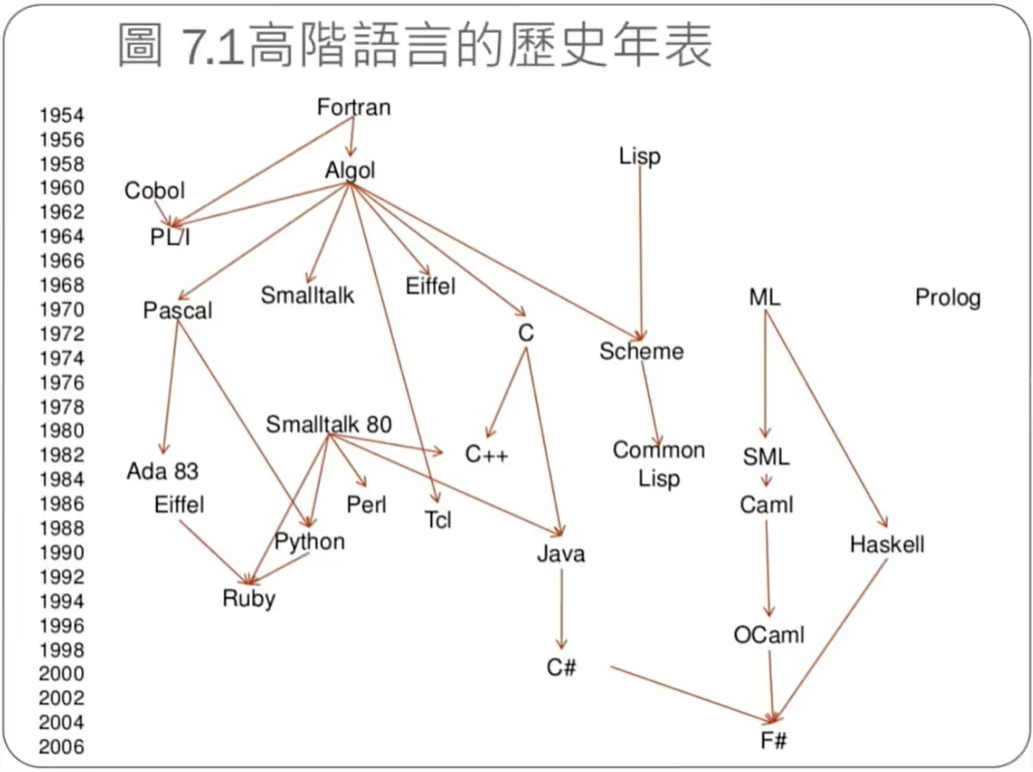 圖 7.1高階語言的歷史年表
1954
1956
1958
1960
1962
1964
1966
1968
1970
1972
1974
1976
1978
1980
1982
1984
1986
1988
1990
1992
1994
1996
1998
2000
2002
2004
2006
Fortran
Lisp
Algol
Cobol
PL/I
Eiffel
Smalltalk
ML
Prolog
Pascal
C
Scheme
Smalltalk 80
C++
Common
Lisp
SML
Ada 83
Eiffel
Perl
Tcl
Caml
Python
Java
Haskell
Ruby
OCaml
C#
F#